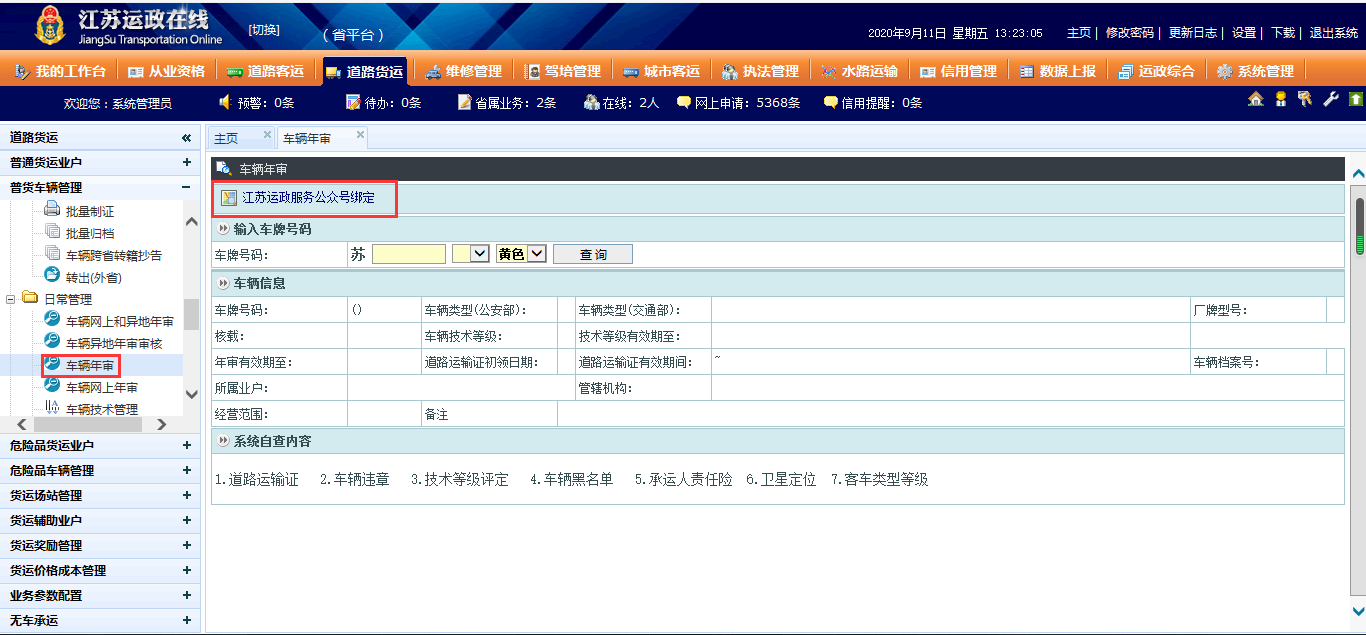 江苏运政在线
JiangSu Transportation Online
[切换]
(省平台)
2020年9月11日 星期五 13:23:05
主页| 修改密码| 更新日志| 设置| 下载| 退出系统
我的工作台 从业资格 道路客运 道路货运 维修管理 驾培管理 城市客运 执法管理 水路运输 信用管理 数据上报 运政综合 系统管理
欢迎您：系统管理员 预警：0条 待办：0条 省属业务：2条 在线：2人 网上申请：5368条 信用提醒：0条
道路货运 «
普通货运业户 +
普货车辆管理 −
批量制证
批量归档
车辆跨省转籍抄告
转出(外省)
日常管理
车辆网上和异地年审
车辆异地年审审核
车辆年审
车辆网上年审
车辆技术管理
危险品货运业户 +
危险品车辆管理 +
货运场站管理 +
货运辅助业户 +
货运奖励管理 +
货运价格成本管理 +
业务参数配置 +
无车承运 +
主页 × 车辆年审 ×
车辆年审
江苏运政服务公众号绑定
输入车牌号码
车牌号码： 苏 黄色 查 询
车辆信息
车牌号码： () 车辆类型(公安部)： 车辆类型(交通部)： 厂牌型号：
核载： 车辆技术等级： 技术等级有效期至：
年审有效期至： 道路运输证初领日期： 道路运输证有效期间： ~ 车辆档案号：
所属业户： 管辖机构：
经营范围： 备注
系统自查内容
1.道路运输证 2.车辆违章 3.技术等级评定 4.车辆黑名单 5.承运人责任险 6.卫星定位 7.客车类型等级